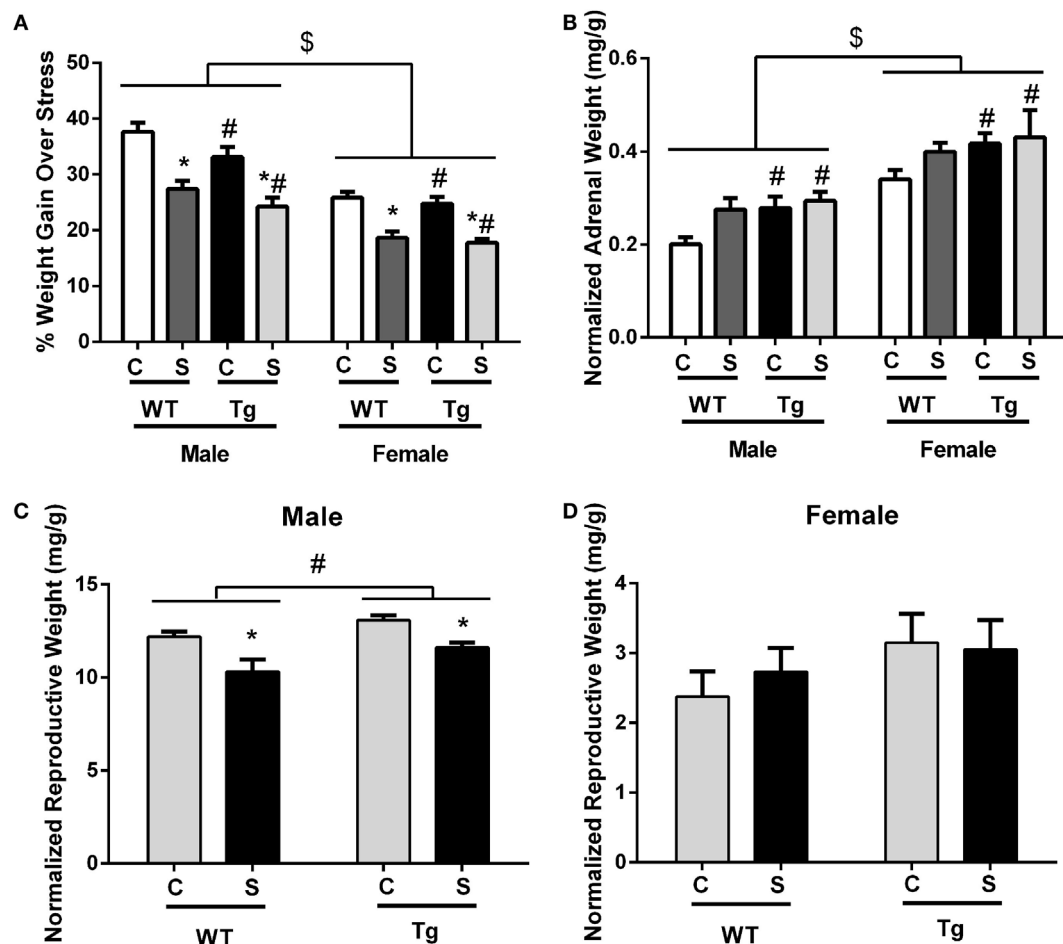 A
% Weight Gain Over Stress
50
40
30
20
10
0
$
*
#
*#
*
#
*#
C S C S C S C S
WT Tg WT Tg
Male Female
B
Normalized Adrenal Weight (mg/g)
0.6
0.4
0.2
0.0
$
# #
# #
C S C S C S C S
WT Tg WT Tg
Male Female
C
Male
Normalized Reproductive Weight (mg/g)
15
10
5
0
#
* *
C S C S
WT Tg
D
Female
Normalized Reproductive Weight (mg/g)
4
3
2
1
0
C S C S
WT Tg